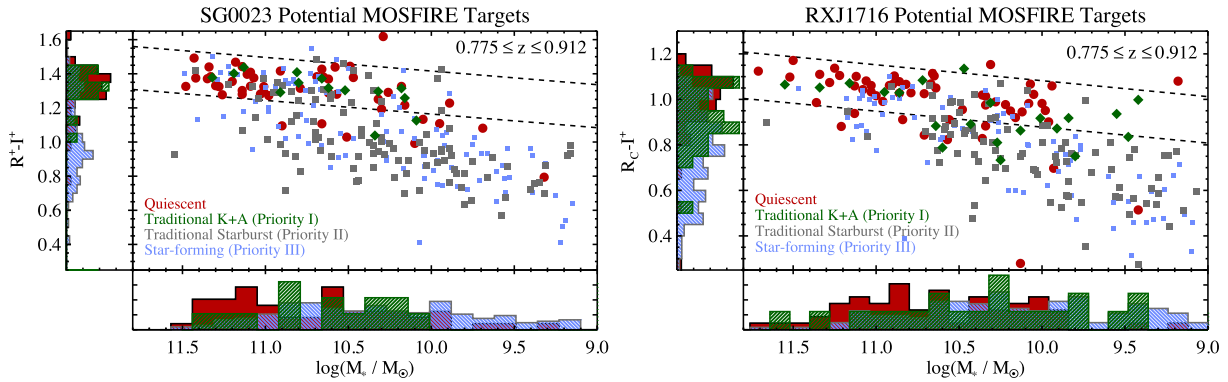 SG0023 Potential MOSFIRE Targets
0.775 ≤ z ≤ 0.912
1.6
1.4
1.2
1.0
0.8
0.6
0.4
R⁺-I⁺
Quiescent
Traditional K+A (Priority I)
Traditional Starburst (Priority II)
Star-forming (Priority III)
11.5 11.0 10.5 10.0 9.5 9.0
log(M* / M⊙)
RXJ1716 Potential MOSFIRE Targets
0.775 ≤ z ≤ 0.912
1.2
1.0
0.8
0.6
0.4
R_C-I⁺
Quiescent
Traditional K+A (Priority I)
Traditional Starburst (Priority II)
Star-forming (Priority III)
11.5 11.0 10.5 10.0 9.5 9.0
log(M* / M⊙)